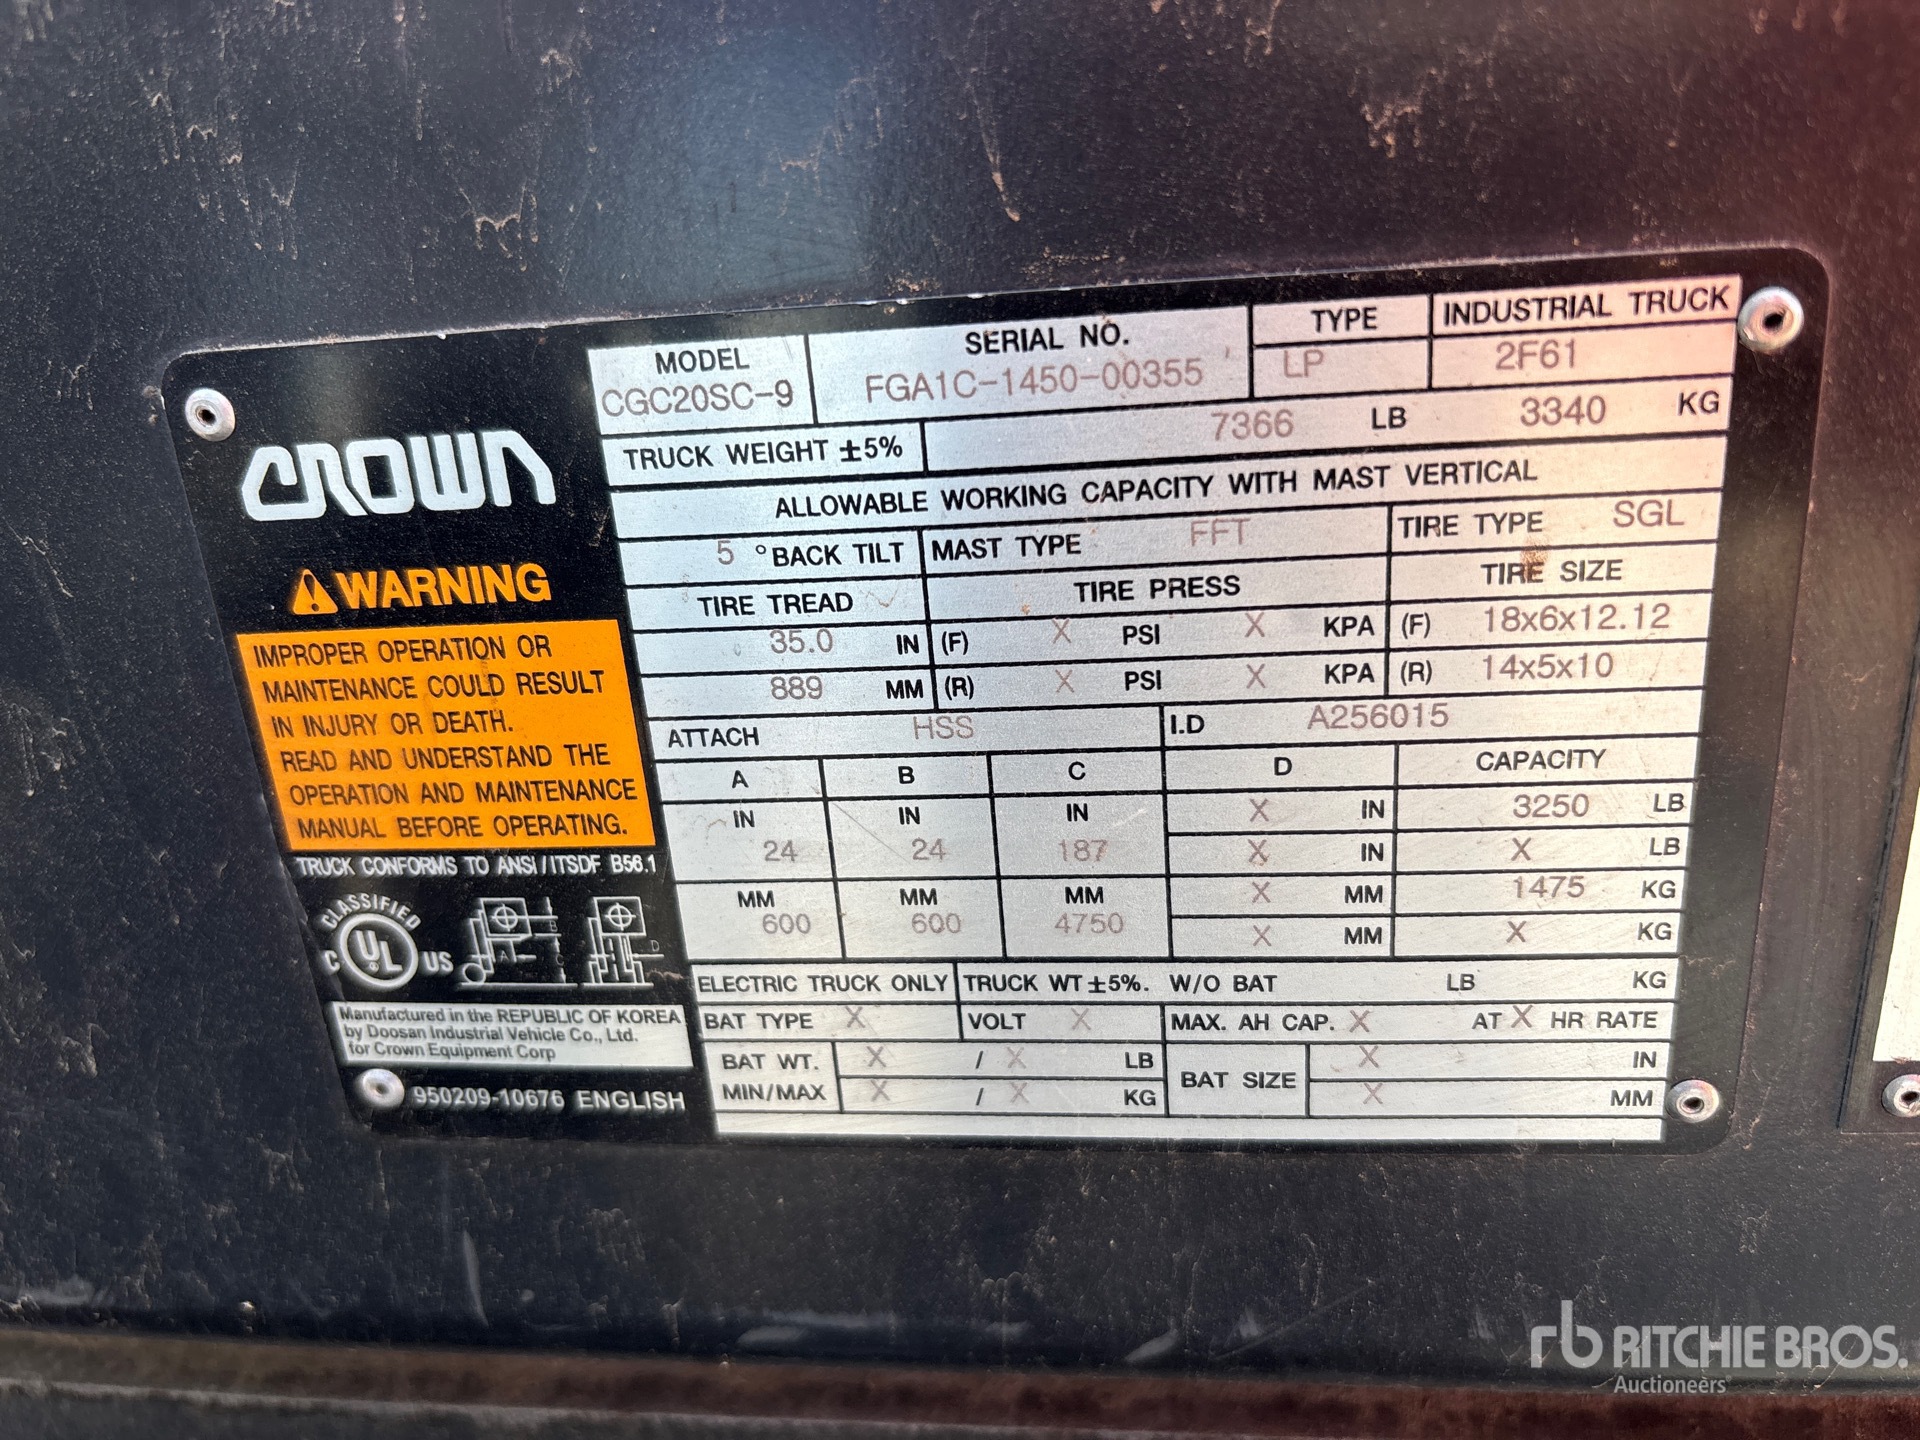 MODEL SERIAL NO. TYPE INDUSTRIAL TRUCK
CGC20SC-9 FGA1C-1450-00355 LP 2F61
TRUCK WEIGHT ±5% 7366 LB 3340 KG
ALLOWABLE WORKING CAPACITY WITH MAST VERTICAL
5 °BACK TILT MAST TYPE FFT TIRE TYPE SGL
TIRE TREAD TIRE PRESS TIRE SIZE
35.0 IN (F) X PSI X KPA (F) 18x6x12.12
889 MM (R) X PSI X KPA (R) 14x5x10
ATTACH HSS I.D A256015
A B C D CAPACITY
IN IN IN X IN 3250 LB
24 24 187 X IN X LB
MM MM MM X MM 1475 KG
600 600 4750 X MM X KG
ELECTRIC TRUCK ONLY TRUCK WT ±5%. W/O BAT LB KG
BAT TYPE X VOLT X MAX. AH CAP. X AT X HR RATE
BAT WT. X / X LB BAT SIZE X IN
MIN/MAX X / X KG X MM
CROWN
WARNING
IMPROPER OPERATION OR
MAINTENANCE COULD RESULT
IN INJURY OR DEATH.
READ AND UNDERSTAND THE
OPERATION AND MAINTENANCE
MANUAL BEFORE OPERATING.
TRUCK CONFORMS TO ANSI/ITSDF B56.1
CLASSIFIED
C UL ® US
A B C D
Manufactured in the REPUBLIC OF KOREA
by Doosan Industrial Vehicle Co., Ltd.
for Crown Equipment Corp
950209-10676 ENGLISH
rb RITCHIE BROS.
Auctioneers